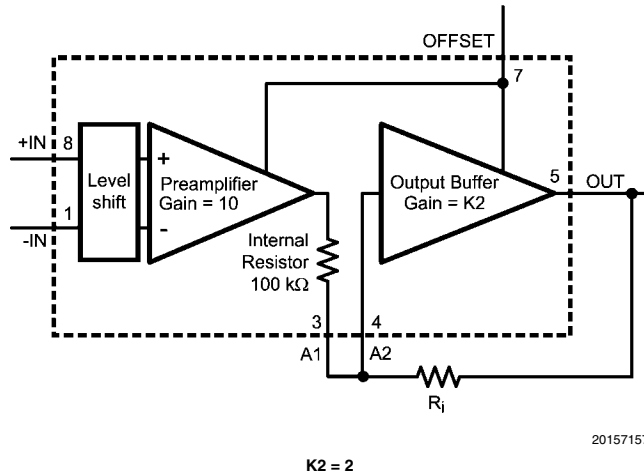 OFFSET
7
+IN 8
Level
shift
+
-
Preamplifier
Gain = 10
Output Buffer
Gain = K2
5
OUT
1
-IN
Internal
Resistor
100 kΩ
3
4
A1
A2
Ri
20157157
K2 = 2